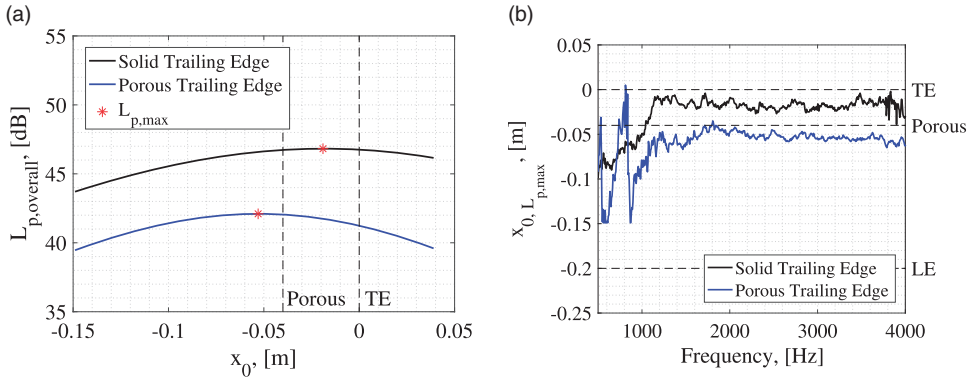 (a)
55
50
45
40
35
L_p,overall, [dB]
Solid Trailing Edge
Porous Trailing Edge
L_p,max
Porous
TE
-0.15
-0.1
-0.05
0
0.05
x_0, [m]
(b)
0.05
0
-0.05
-0.1
-0.15
-0.2
-0.25
x_0, L_p,max, [m]
TE
Porous
LE
Solid Trailing Edge
Porous Trailing Edge
1000
2000
3000
4000
Frequency, [Hz]